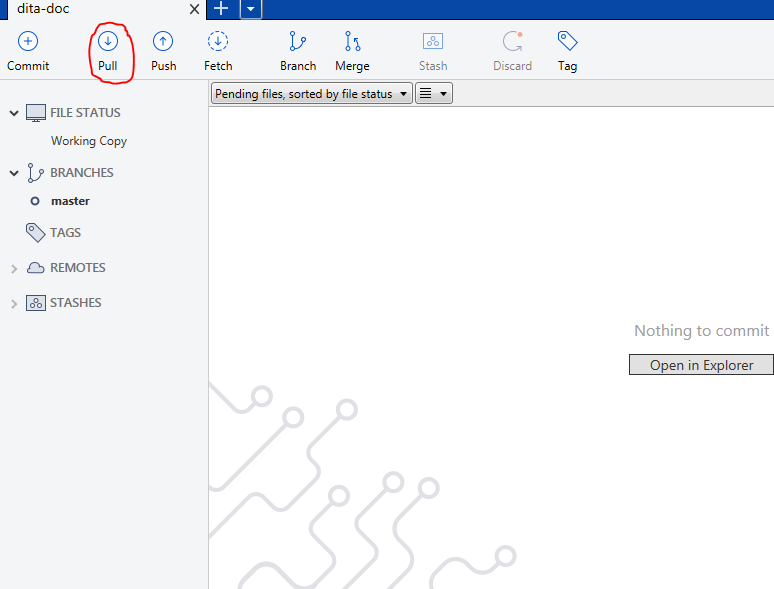 dita-doc
Commit Pull Push Fetch Branch Merge Stash Discard Tag
Pending files, sorted by file status
FILE STATUS
Working Copy
BRANCHES
master
TAGS
REMOTES
STASHES
Nothing to commit
Open in Explorer